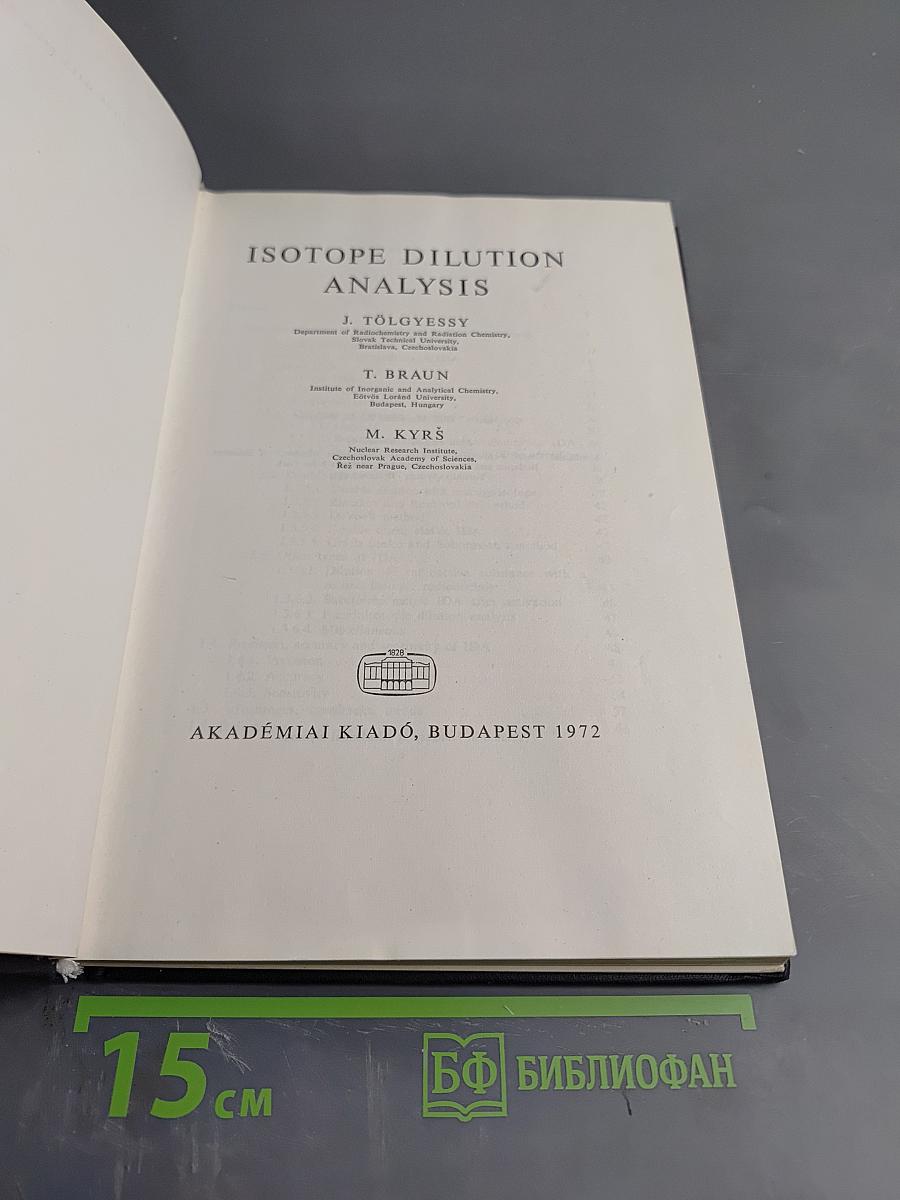 ISOTOPE DILUTION
ANALYSIS
J. TÖLGYESSY
Department of Radiochemistry and Radiation Chemistry,
Slovak Technical University,
Bratislava, Czechoslovakia
T. BRAUN
Institute of Inorganic and Analytical Chemistry,
Eötvös Loránd University,
Budapest, Hungary
M. KYRŠ
Nuclear Research Institute,
Czechoslovak Academy of Sciences,
Řež near Prague, Czechoslovakia
1828
AKADÉMIAI KIADÓ, BUDAPEST 1972
15 см
БФ БИБЛИОФАН